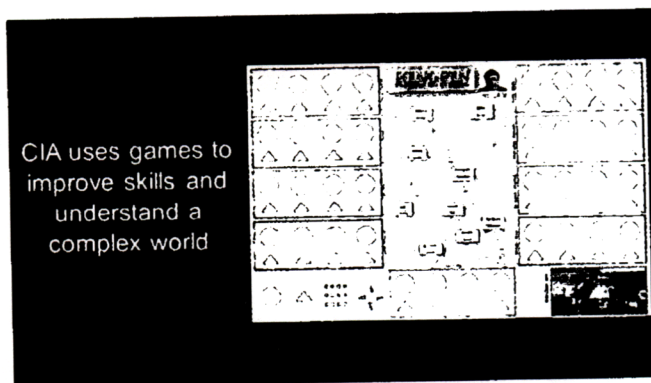 CIA uses games to
improve skills and
understand a
complex world